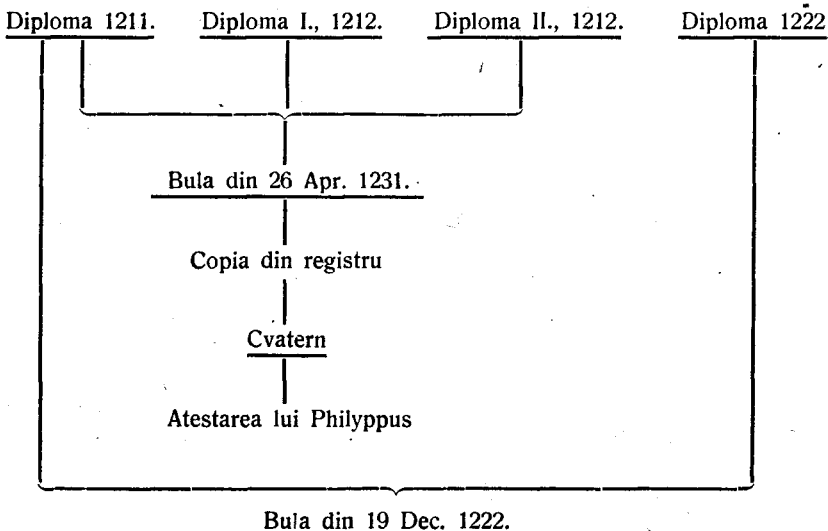 Diploma 1211. Diploma I., 1212. Diploma II., 1212. Diploma 1222
Bula din 26 Apr. 1231.
Copia din registru
Cvatern
Atestarea lui Philyppus
Bula din 19 Dec. 1222.